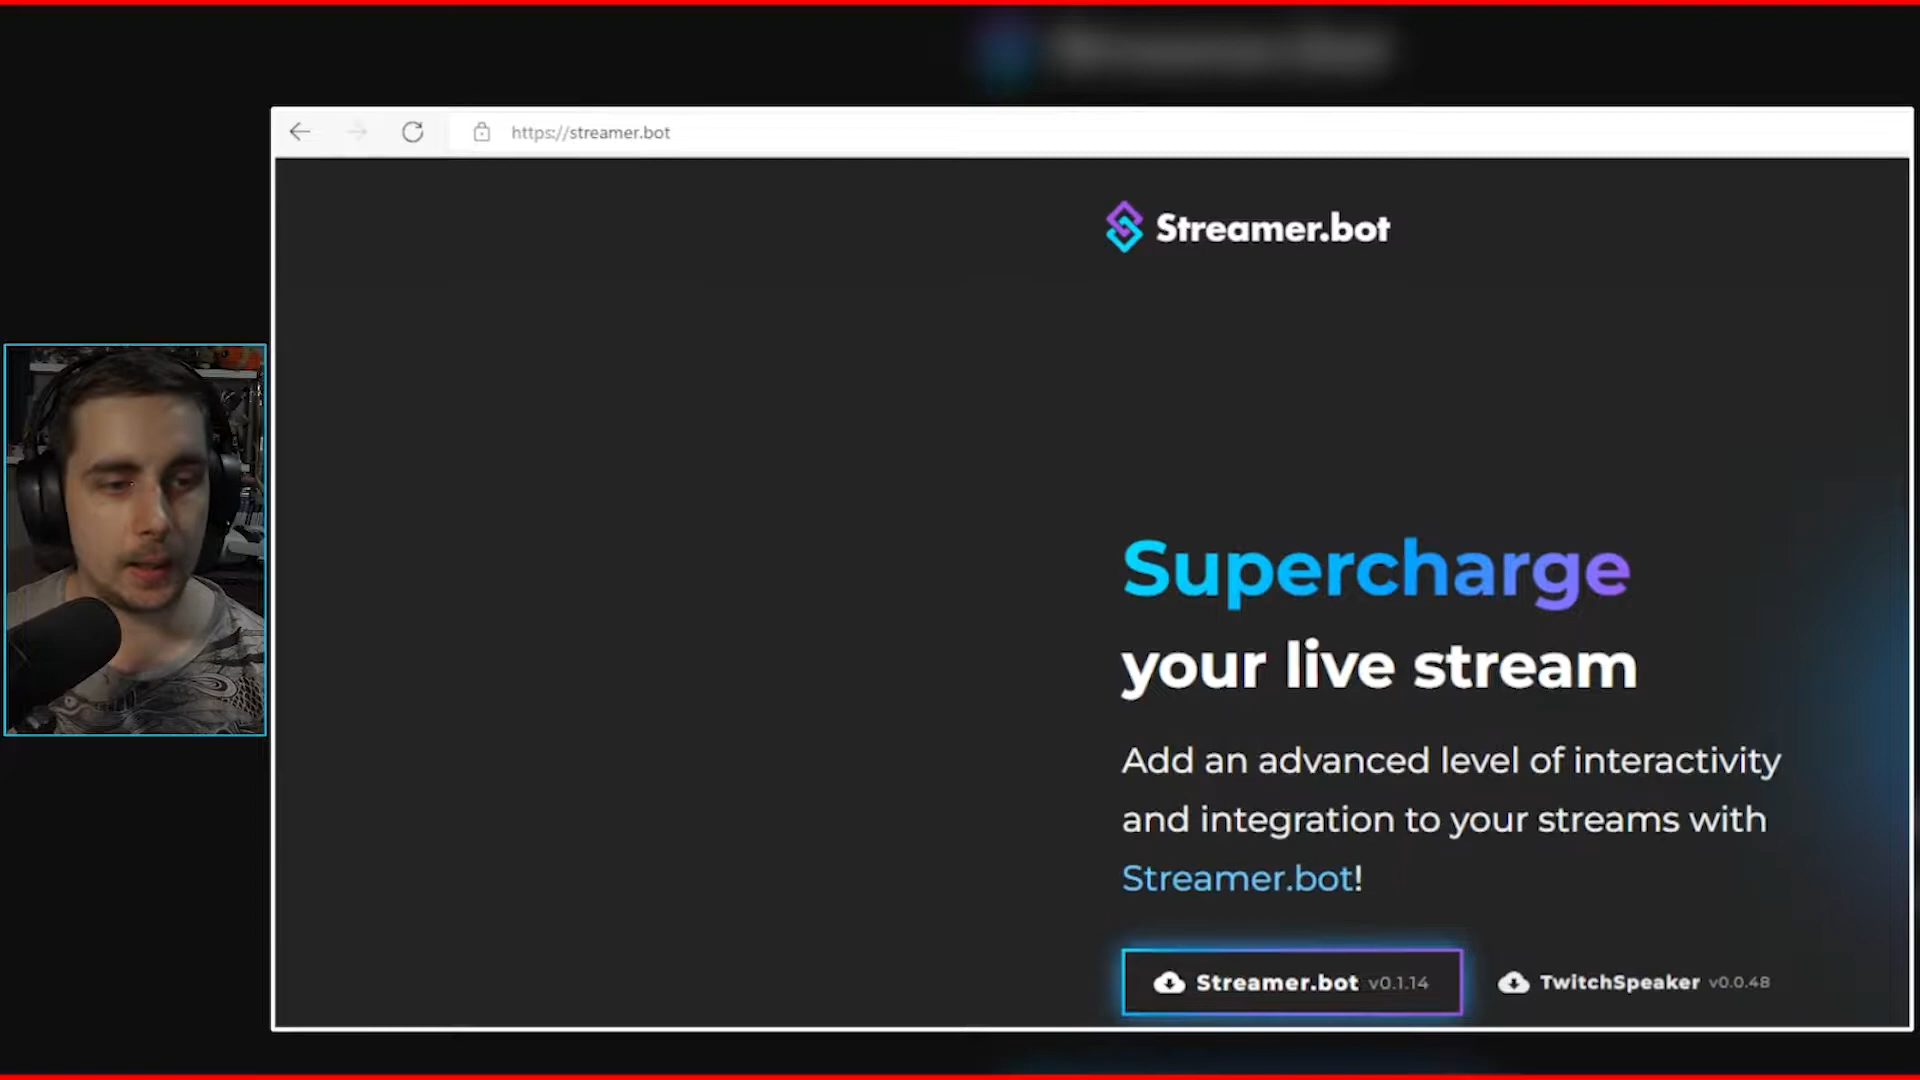 https://streamer.bot
Streamer.bot
Supercharge
your live stream
Add an advanced level of interactivity
and integration to your streams with
Streamer.bot!
Streamer.bot v0.1.14 TwitchSpeaker v0.0.48